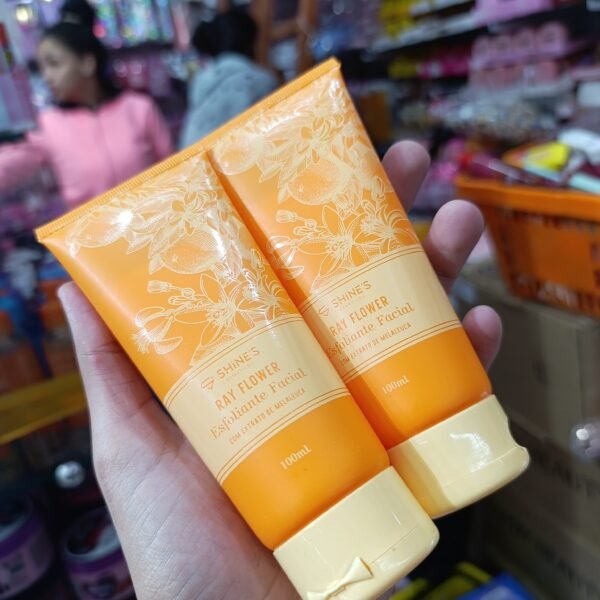 SHINE'S
RAY FLOWER
Esfoliante Facial
COM EXTRATO DE MELALEUCA
100mL
SHINE'S
RAY FLOWER
Esfoliante Facial
COM EXTRATO DE MELALEUCA
100mL